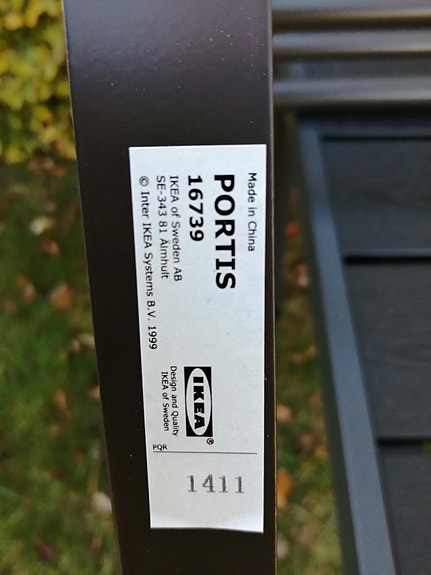 Made in China
PORTIS
16739
IKEA of Sweden AB
SE-343 81 Älmhult
© Inter IKEA Systems B.V. 1999
IKEA®
Design and Quality
IKEA of Sweden
PQR
1411